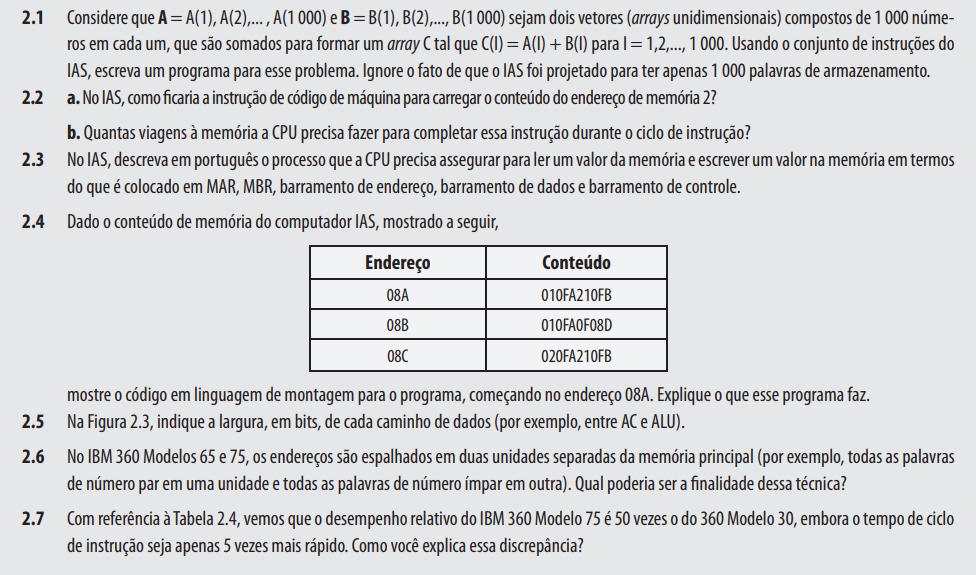 2.1 Considere que A = A(1), A(2),... , A(1 000) e B = B(1), B(2),..., B(1 000) sejam dois vetores (arrays unidimensionais) compostos de 1 000 núme-
ros em cada um, que são somados para formar um array C tal que C(I) = A(I) + B(I) para I = 1,2,..., 1 000. Usando o conjunto de instruções do
IAS, escreva um programa para esse problema. Ignore o fato de que o IAS foi projetado para ter apenas 1 000 palavras de armazenamento.
2.2 a. No IAS, como ficaria a instrução de código de máquina para carregar o conteúdo do endereço de memória 2?
b. Quantas viagens à memória a CPU precisa fazer para completar essa instrução durante o ciclo de instrução?
2.3 No IAS, descreva em português o processo que a CPU precisa assegurar para ler um valor da memória e escrever um valor na memória em termos
do que é colocado em MAR, MBR, barramento de endereço, barramento de dados e barramento de controle.
2.4 Dado o conteúdo de memória do computador IAS, mostrado a seguir,
Endereço Conteúdo
08A 010FA210FB
08B 010FA0F08D
08C 020FA210FB
mostre o código em linguagem de montagem para o programa, começando no endereço 08A. Explique o que esse programa faz.
2.5 Na Figura 2.3, indique a largura, em bits, de cada caminho de dados (por exemplo, entre AC e ALU).
2.6 No IBM 360 Modelos 65 e 75, os endereços são espalhados em duas unidades separadas da memória principal (por exemplo, todas as palavras
de número par em uma unidade e todas as palavras de número ímpar em outra). Qual poderia ser a finalidade dessa técnica?
2.7 Com referência à Tabela 2.4, vemos que o desempenho relativo do IBM 360 Modelo 75 é 50 vezes o do 360 Modelo 30, embora o tempo de ciclo
de instrução seja apenas 5 vezes mais rápido. Como você explica essa discrepância?